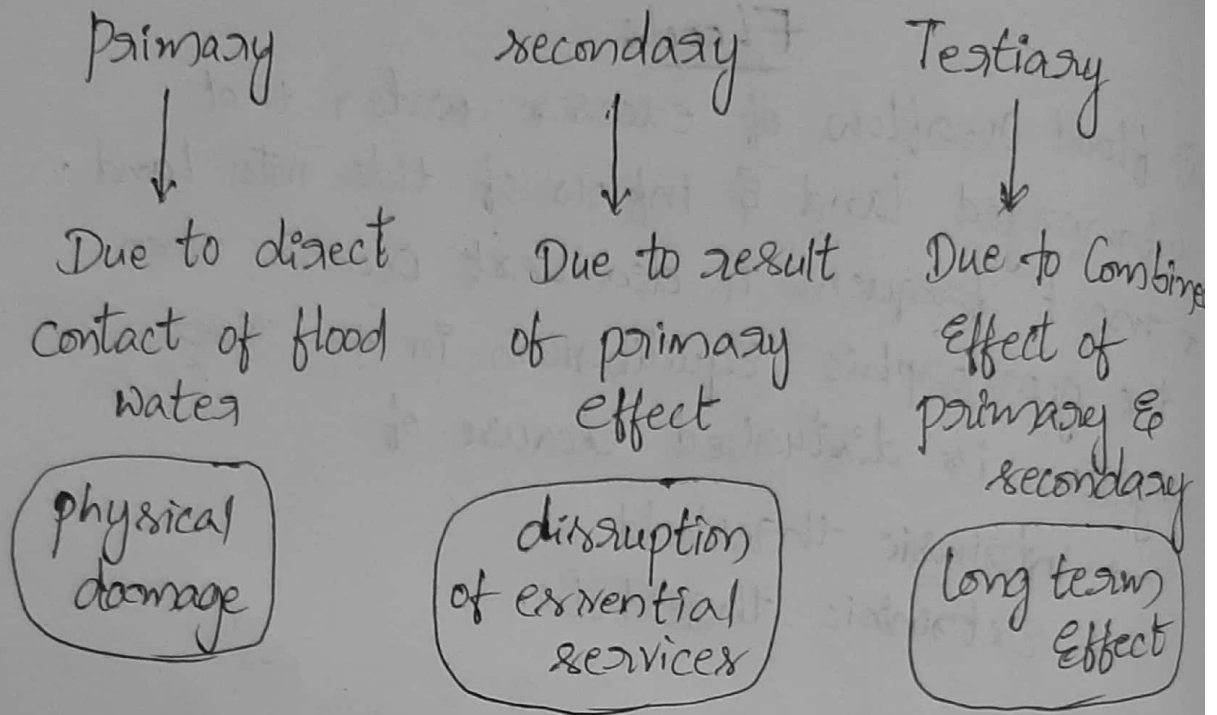 Primary
Due to direct
contact of flood
water
physical
damage
secondary
Due to result
of primary
effect
disruption
of essential
services
Tertiary
Due to Combine
Effect of
primary &
secondary
long term
Effect